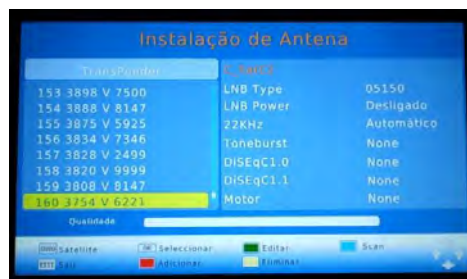 Instalação de Antena
TransPonder
153 3898 V 7500
154 3888 V 8147
155 3875 V 5925
156 3834 V 7346
157 3828 V 2499
158 3820 V 9999
159 3808 V 8147
160 3754 V 6221
LNB Type 05150
LNB Power Desligado
22KHz Automático
Toneburst None
DiSEqC1.0 None
DiSEqC1.1 None
Motor None
Qualidade
Satellite OK Seleccionar Editar Scan
EXIT Sair Adicionar Eliminar